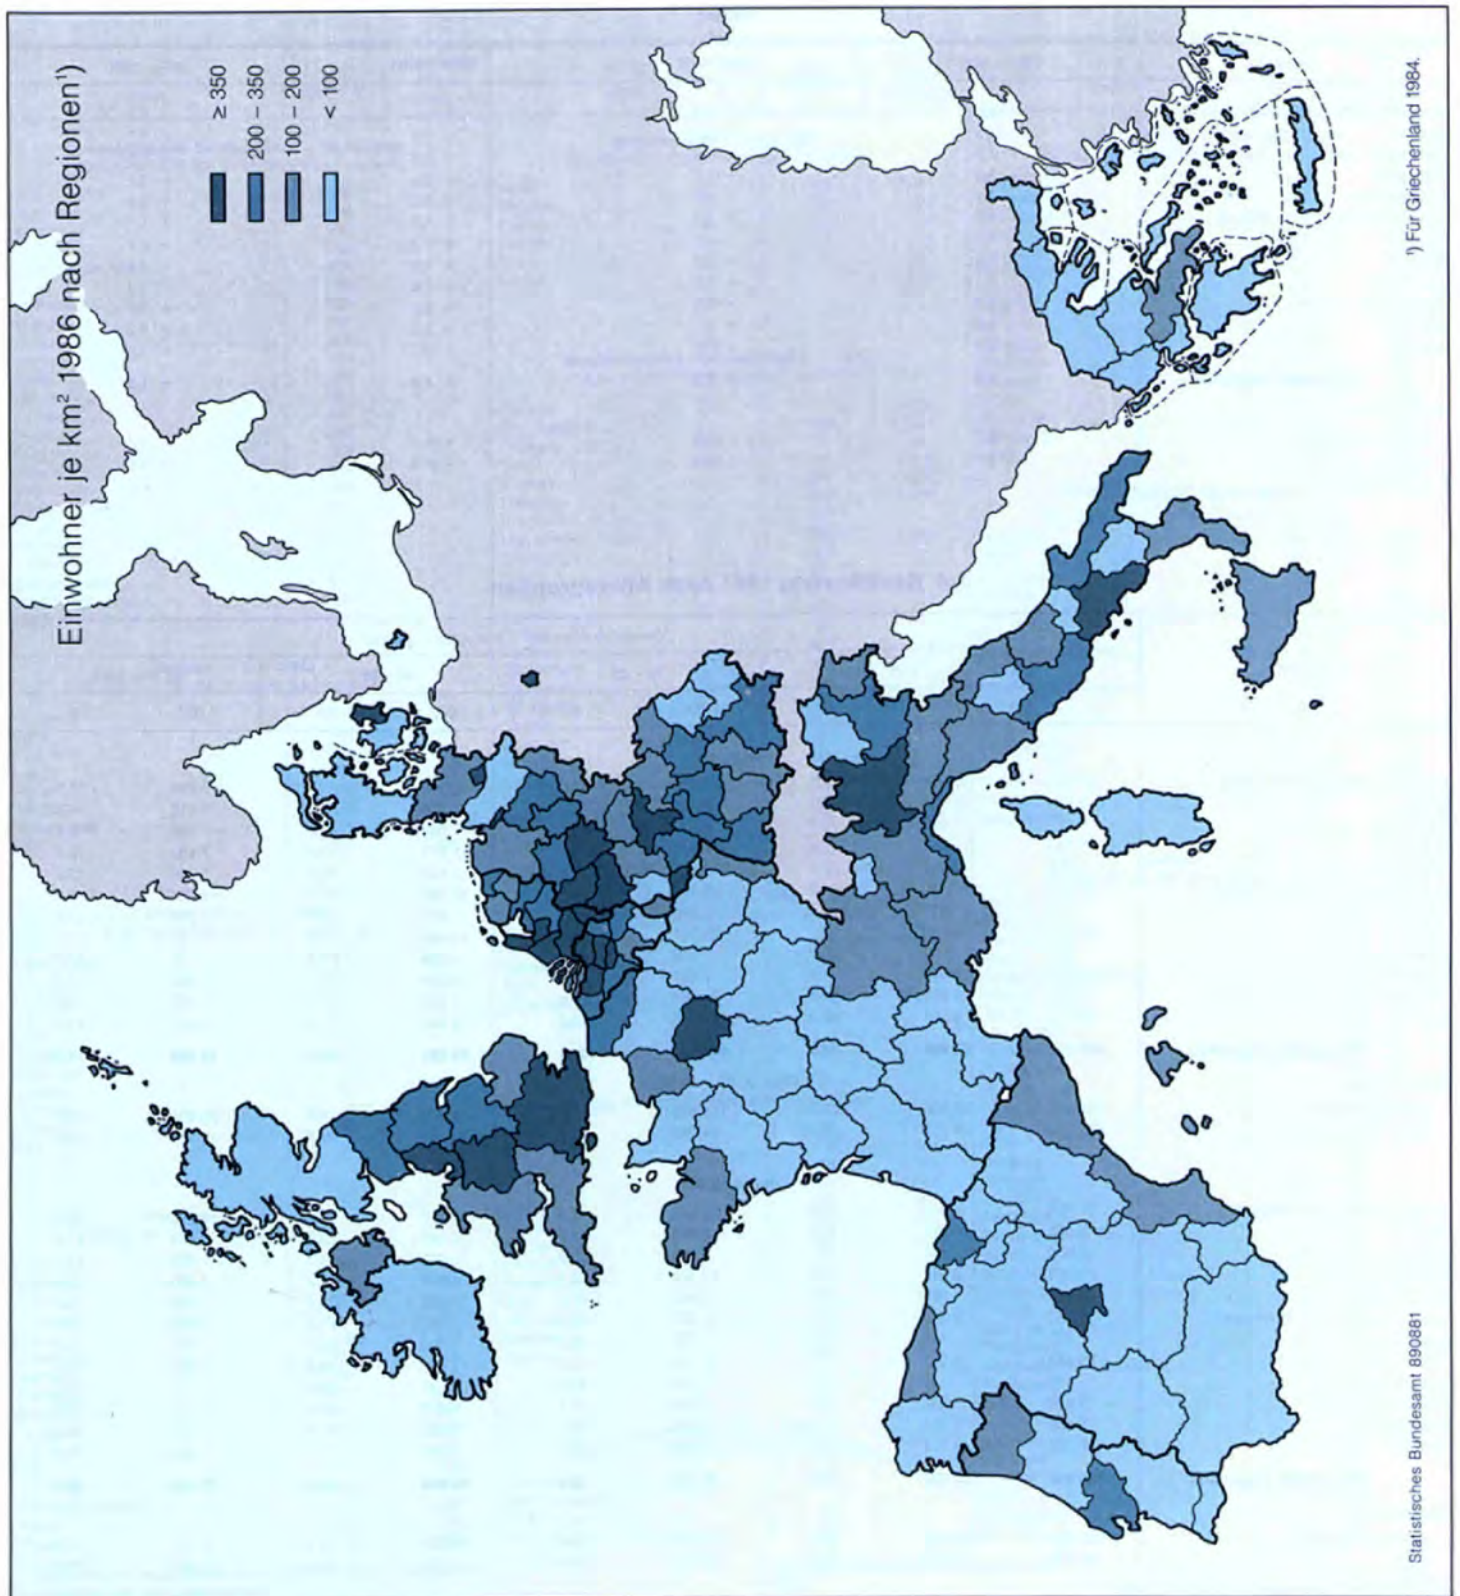 Einwohner je km² 1986 nach Regionen¹)
≥ 350
200 – 350
100 – 200
< 100
¹) Für Griechenland 1984.
Statistisches Bundesamt 890881